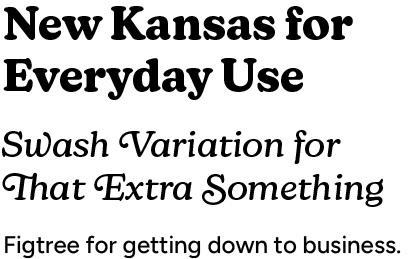 New Kansas for
Everyday Use
Swash Variation for
That Extra Something
Figtree for getting down to business.